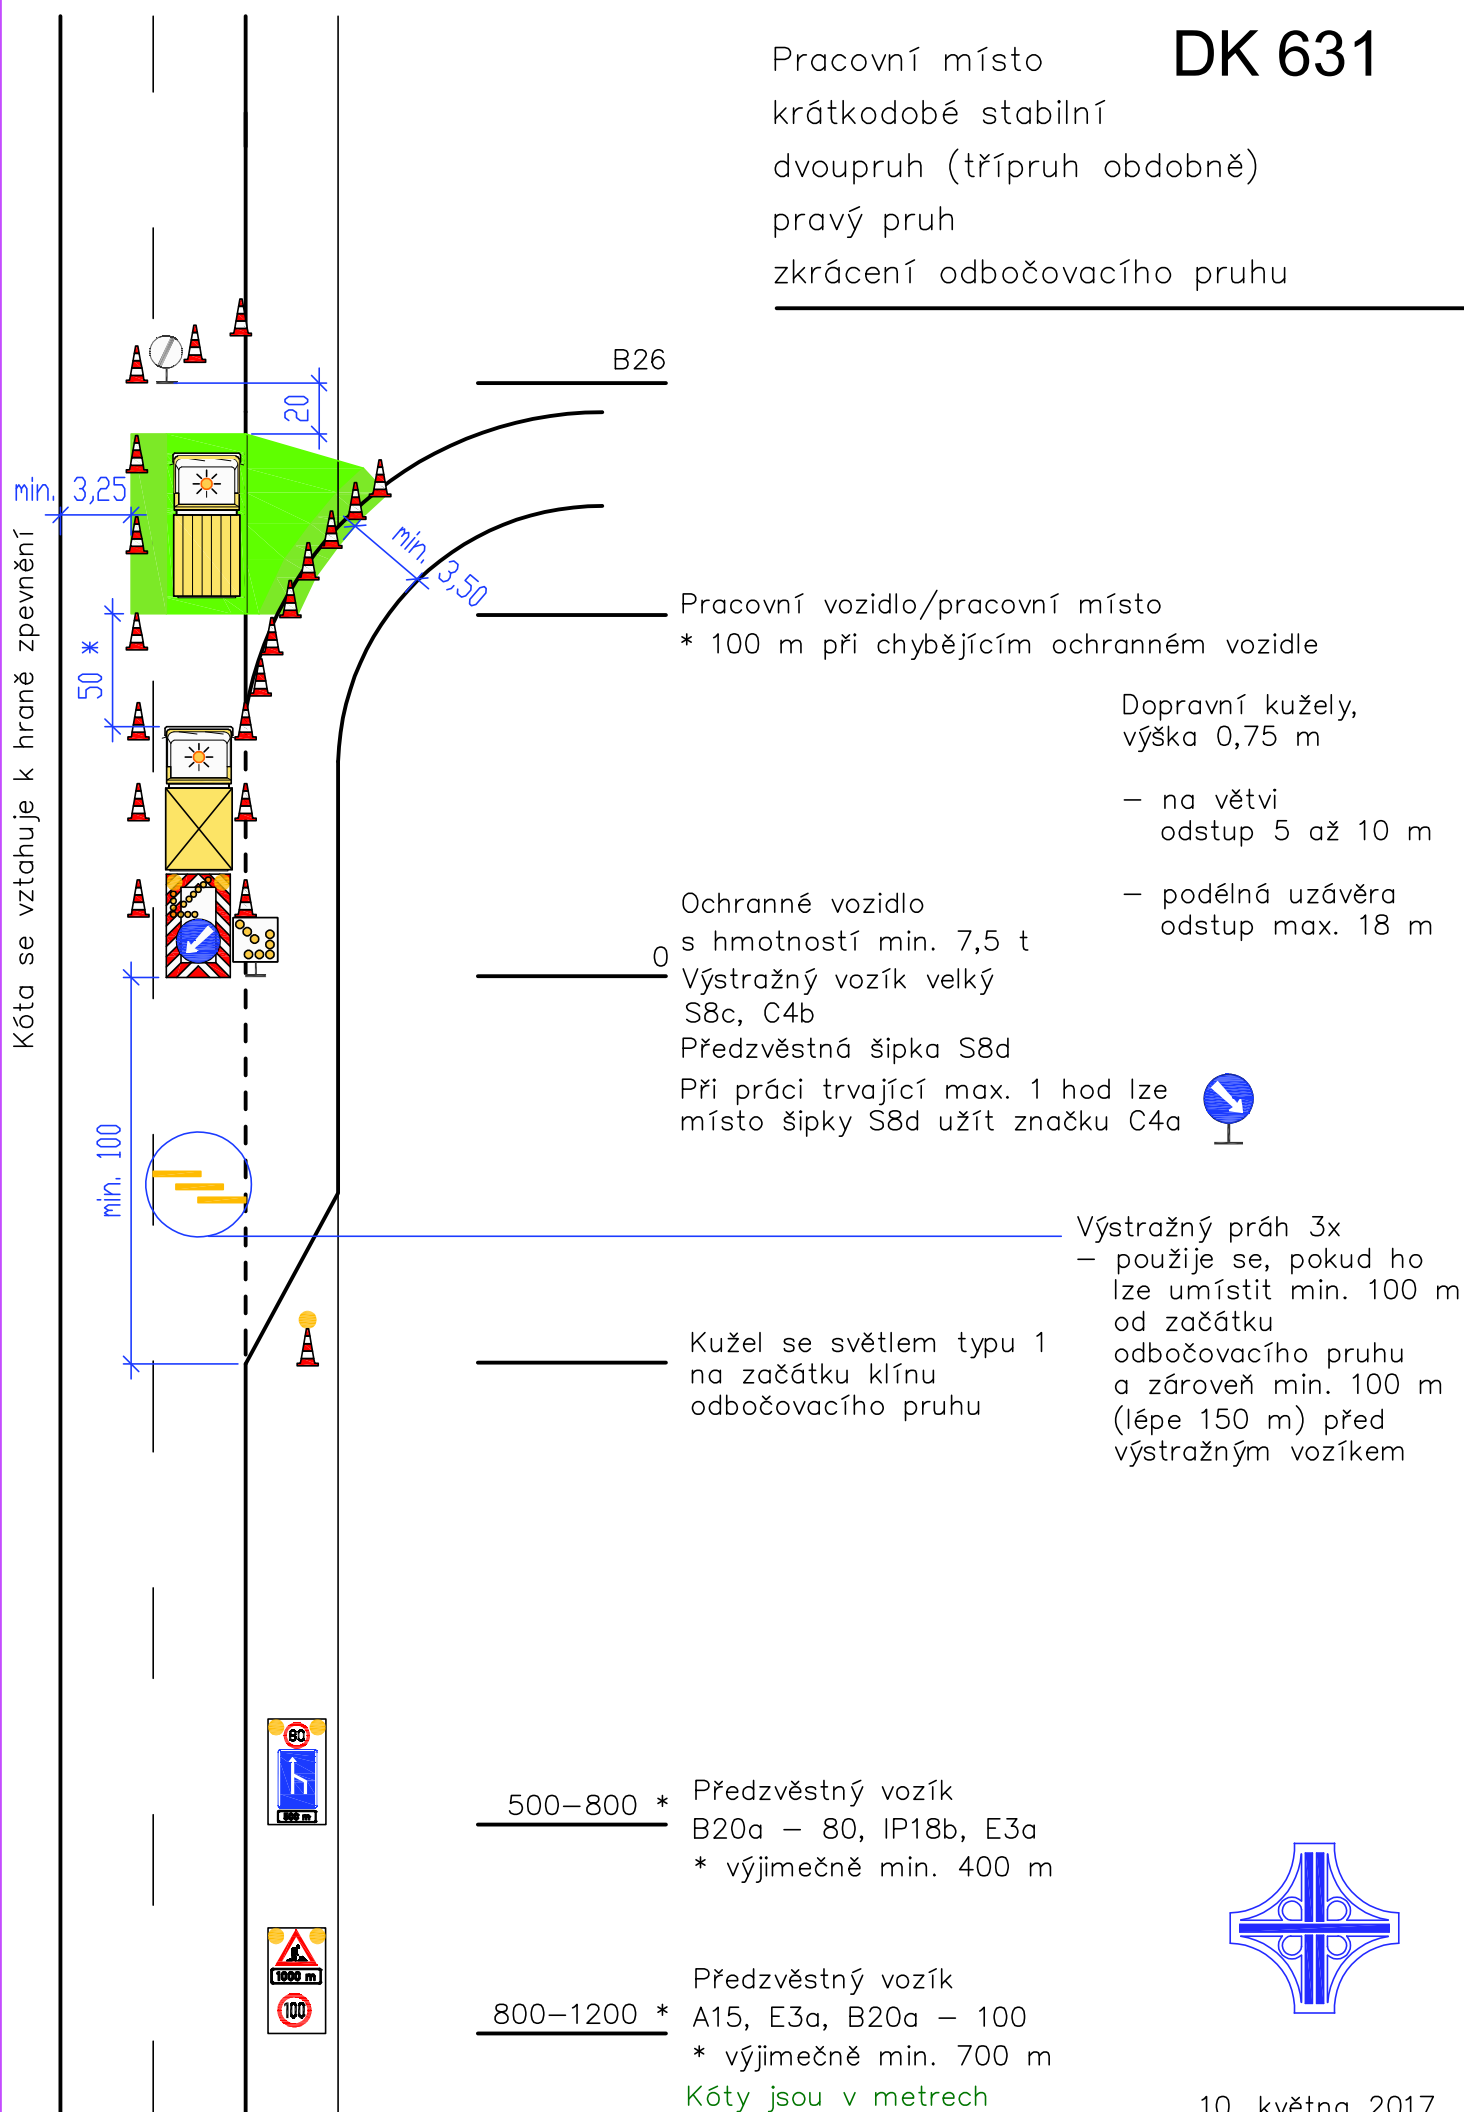 Pracovní místo
DK 631
krátkodobé stabilní
dvoupruh (třípruh obdobně)
pravý pruh
zkrácení odbočovacího pruhu
B26
20
min. 3,25
min. 3,50
Kóta se vztahuje k hraně zpevnění
50 *
Pracovní vozidlo/pracovní místo
* 100 m při chybějícím ochranném vozidle
Dopravní kužely,
výška 0,75 m
– na větvi
odstup 5 až 10 m
– podélná uzávěra
odstup max. 18 m
Ochranné vozidlo
s hmotností min. 7,5 t
0
Výstražný vozík velký
S8c, C4b
Předzvěstná šipka S8d
Při práci trvající max. 1 hod lze
místo šipky S8d užít značku C4a
min. 100
Výstražný práh 3x
– použije se, pokud ho
lze umístit min. 100 m
od začátku
odbočovacího pruhu
a zároveň min. 100 m
(lépe 150 m) před
výstražným vozíkem
Kužel se světlem typu 1
na začátku klínu
odbočovacího pruhu
80
500 m
500–800 *
Předzvěstný vozík
B20a – 80, IP18b, E3a
* výjimečně min. 400 m
1000 m
100
800–1200 *
Předzvěstný vozík
A15, E3a, B20a – 100
* výjimečně min. 700 m
Kóty jsou v metrech
10. května 2017